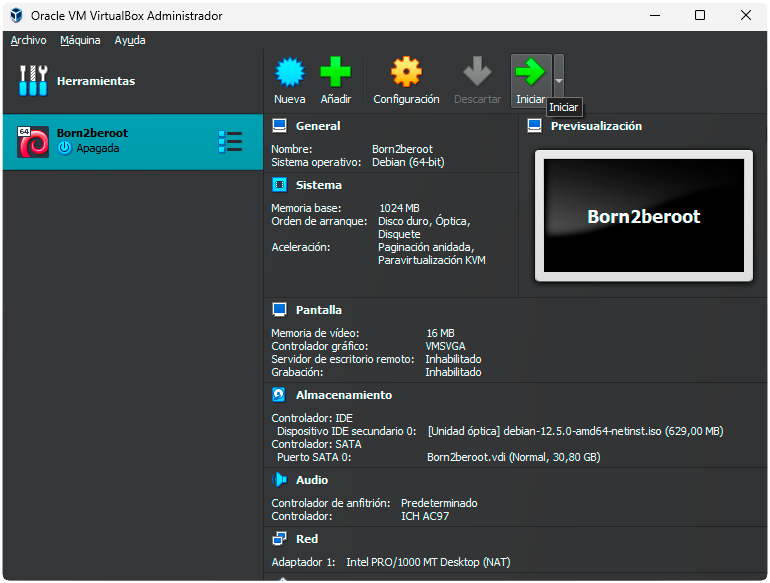 Oracle VM VirtualBox Administrador
Archivo Máquina Ayuda
Herramientas
64
Born2beroot
Apagada
Nueva Añadir Configuración Descartar Iniciar
Iniciar
General
Nombre: Born2beroot
Sistema operativo: Debian (64-bit)
Previsualización
Born2beroot
Sistema
Memoria base: 1024 MB
Orden de arranque: Disco duro, Óptica,
Disquete
Aceleración: Paginación anidada,
Paravirtualización KVM
Pantalla
Memoria de vídeo: 16 MB
Controlador gráfico: VMSVGA
Servidor de escritorio remoto: Inhabilitado
Grabación: Inhabilitado
Almacenamiento
Controlador: IDE
Dispositivo IDE secundario 0: [Unidad óptica] debian-12.5.0-amd64-netinst.iso (629,00 MB)
Controlador: SATA
Puerto SATA 0: Born2beroot.vdi (Normal, 30,80 GB)
Audio
Controlador de anfitrión: Predeterminado
Controlador: ICH AC97
Red
Adaptador 1: Intel PRO/1000 MT Desktop (NAT)